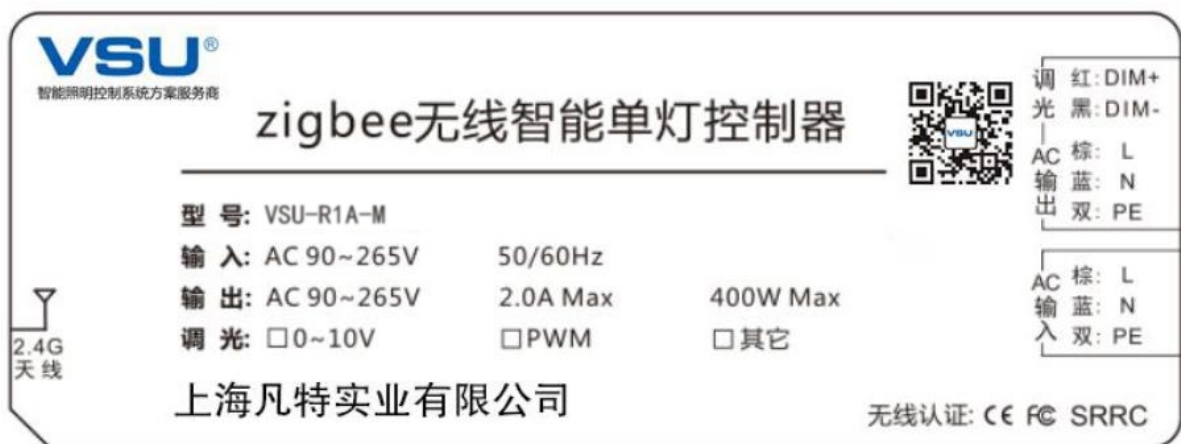 VSU®
智能照明控制系统方案服务商
zigbee无线智能单灯控制器
VSU
型 号: VSU-R1A-M
输 入: AC 90~265V 50/60Hz
输 出: AC 90~265V 2.0A Max 400W Max
调 光: □0~10V □PWM □其它
上海凡特实业有限公司
2.4G
天线
调光
红: DIM+
黑: DIM-
AC输出
棕: L
蓝: N
双: PE
AC输入
棕: L
蓝: N
双: PE
无线认证: CE FC SRRC